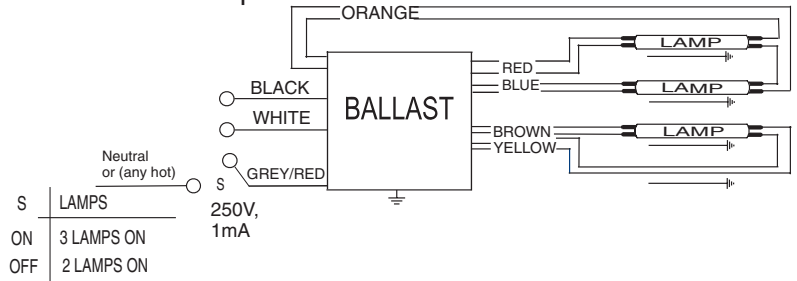 ORANGE
LAMP
RED
BLUE
LAMP
BLACK
WHITE
BALLAST
BROWN
LAMP
YELLOW
Neutral
or (any hot)
S
GREY/RED
250V,
1mA
S LAMPS
ON 3 LAMPS ON
OFF 2 LAMPS ON